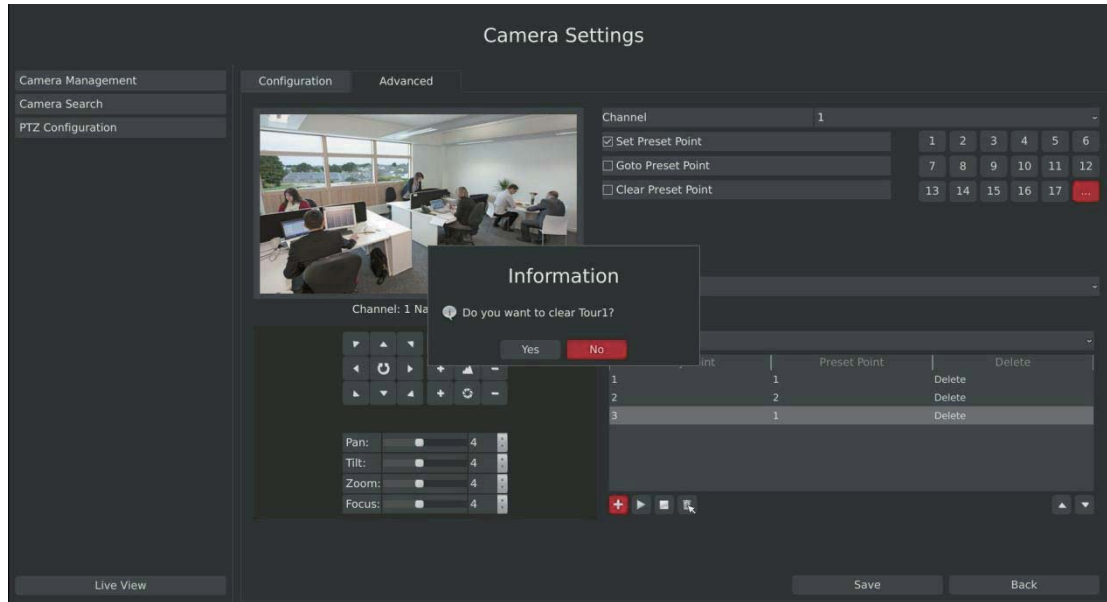 Camera Settings
Camera Management
Camera Search
PTZ Configuration
Configuration
Advanced
Channel 1
Set Preset Point
1 2 3 4 5 6
Goto Preset Point
7 8 9 10 11 12
Clear Preset Point
13 14 15 16 17 ...
Channel: 1 Na
Information
Do you want to clear Tour1?
Yes No
Preset Point Delete
1 1 Delete
2 2 Delete
3 1 Delete
Pan: 4
Tilt: 4
Zoom: 4
Focus: 4
Live View
Save
Back